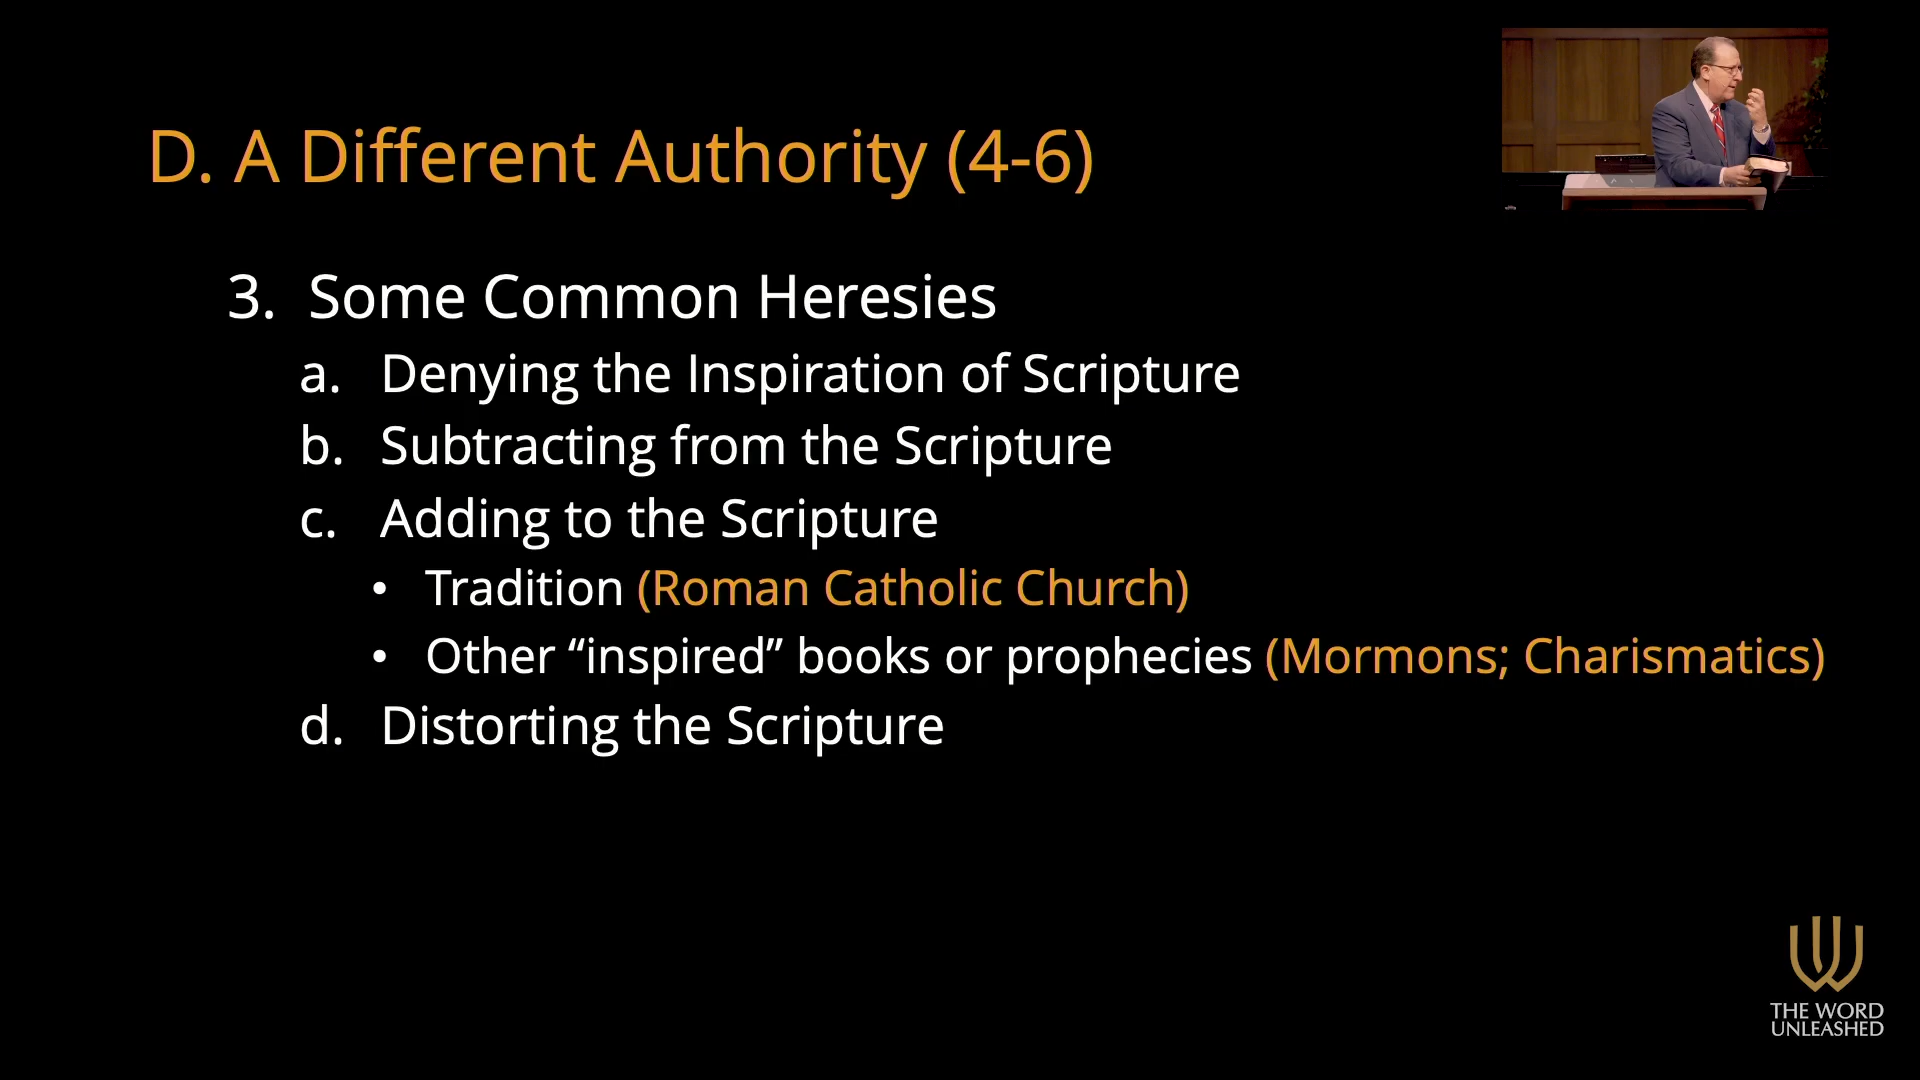 D. A Different Authority (4-6)
3. Some Common Heresies
a. Denying the Inspiration of Scripture
b. Subtracting from the Scripture
c. Adding to the Scripture
• Tradition (Roman Catholic Church)
• Other “inspired” books or prophecies (Mormons; Charismatics)
d. Distorting the Scripture
THE WORD
UNLEASHED